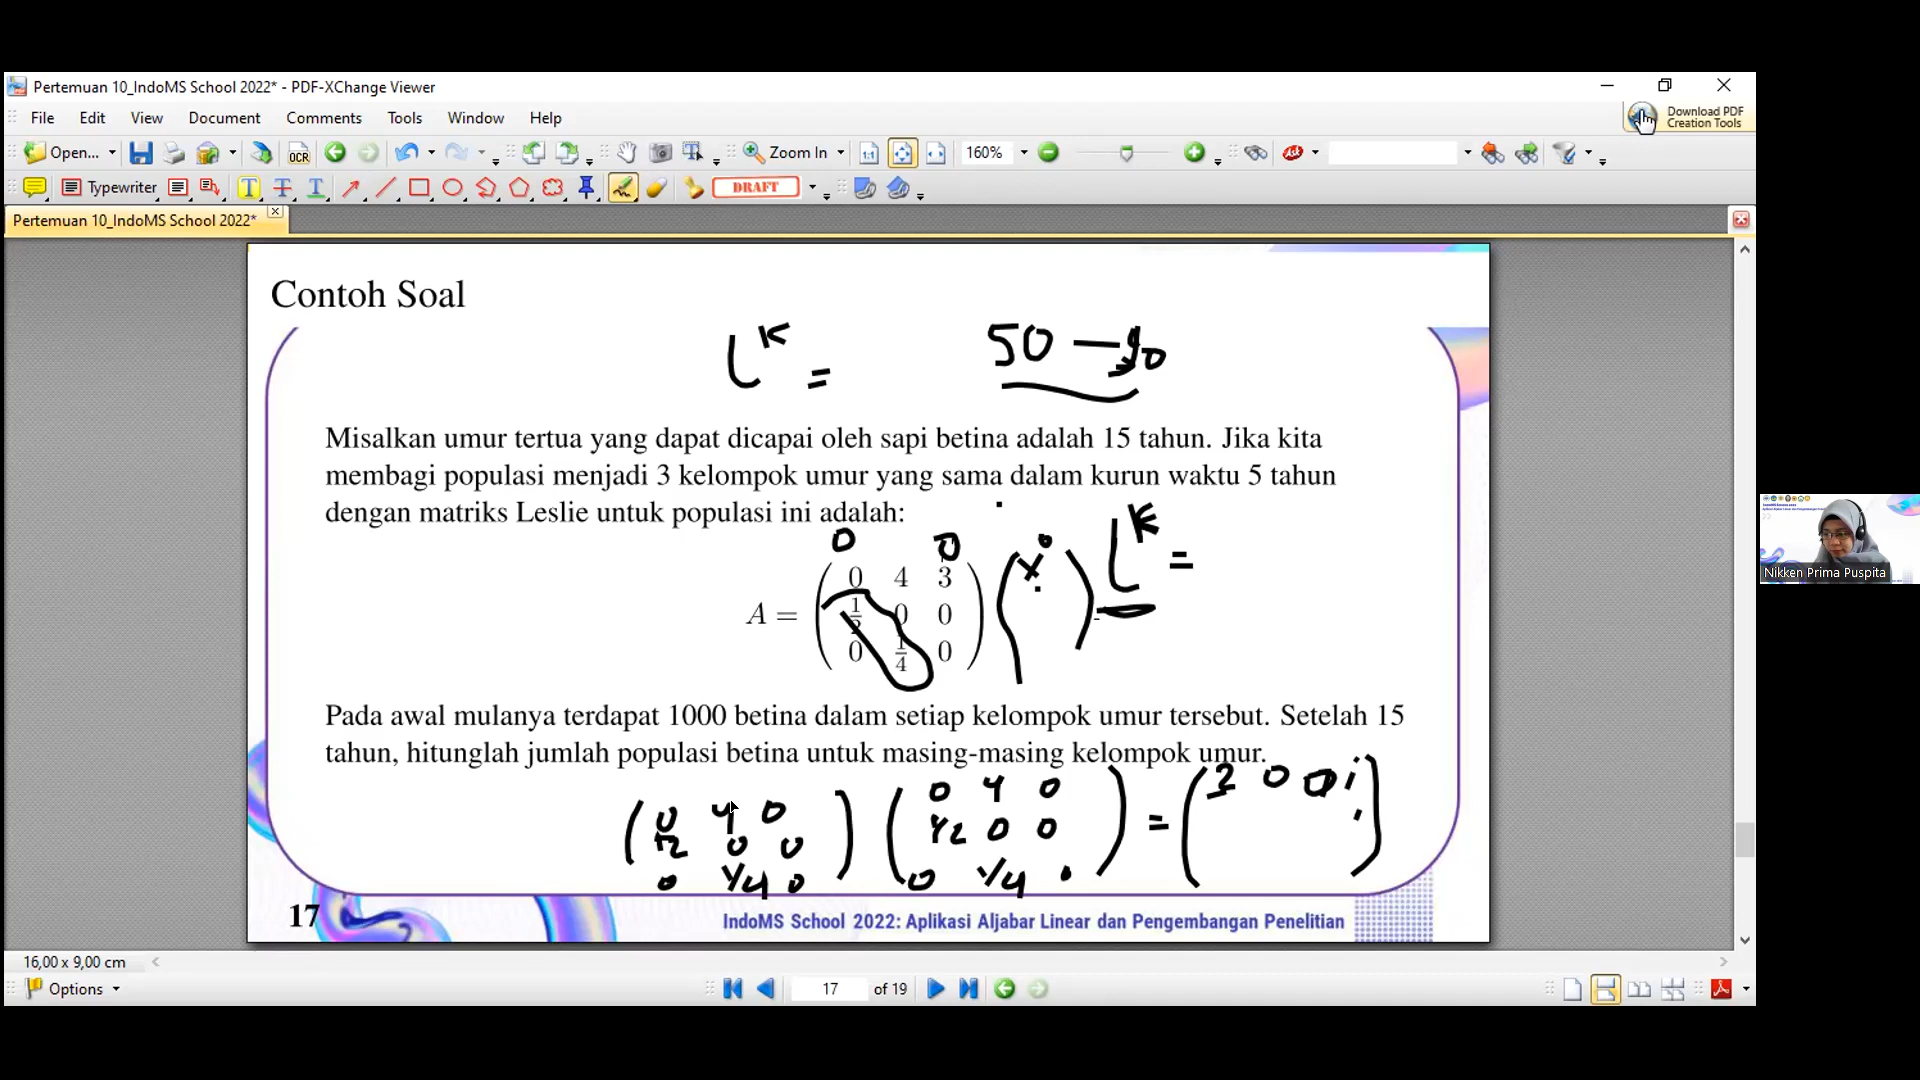 Pertemuan 10_IndoMS School 2022* - PDF-XChange Viewer
File Edit View Document Comments Tools Window Help
Download PDF
Creation Tools
Open... OCR Zoom In 160%
Typewriter DRAFT
Pertemuan 10_IndoMS School 2022*
Contoh Soal
L^K = 50 —
Misalkan umur tertua yang dapat dicapai oleh sapi betina adalah 15 tahun. Jika kita
membagi populasi menjadi 3 kelompok umur yang sama dalam kurun waktu 5 tahun
dengan matriks Leslie untuk populasi ini adalah:
0 0
0 4 3
A = 1/2 0 0
0 1/4 0
x° L^K =
Pada awal mulanya terdapat 1000 betina dalam setiap kelompok umur tersebut. Setelah 15
tahun, hitunglah jumlah populasi betina untuk masing-masing kelompok umur.
0 4 0 0 4 0 2 0 0
1/2 0 0 1/2 0 0 =
0 1/4 0 0 1/4 0
17
IndoMS School 2022: Aplikasi Aljabar Linear dan Pengembangan Penelitian
16,00 x 9,00 cm
Options 17 of 19
Nikken Prima Puspita